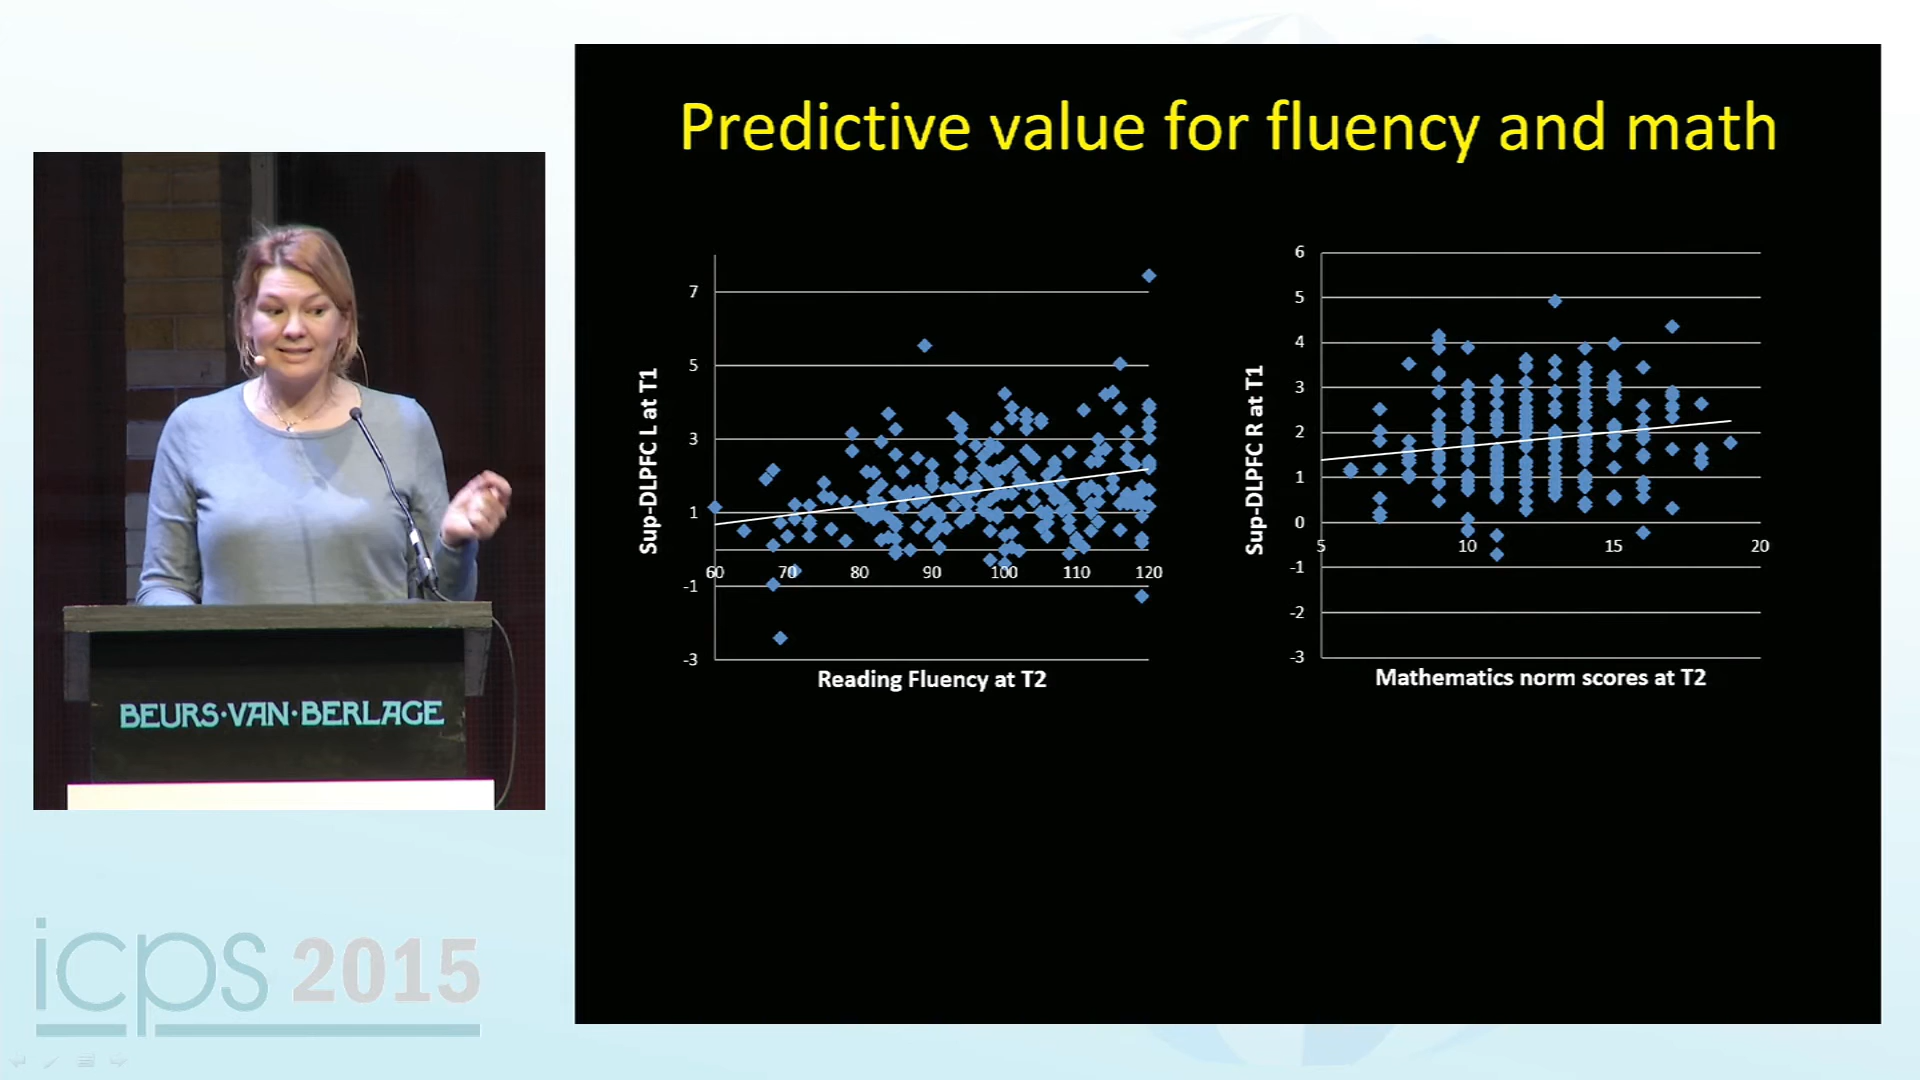 Predictive value for fluency and math
7
5
3
1
-1
-3
60 70 80 90 100 110 120
Sup-DLPFC L at T1
Reading Fluency at T2
6
5
4
3
2
1
0
-1
-2
-3
5 10 15 20
Sup-DLPFC R at T1
Mathematics norm scores at T2
BEURS·VAN·BERLAGE
icps 2015